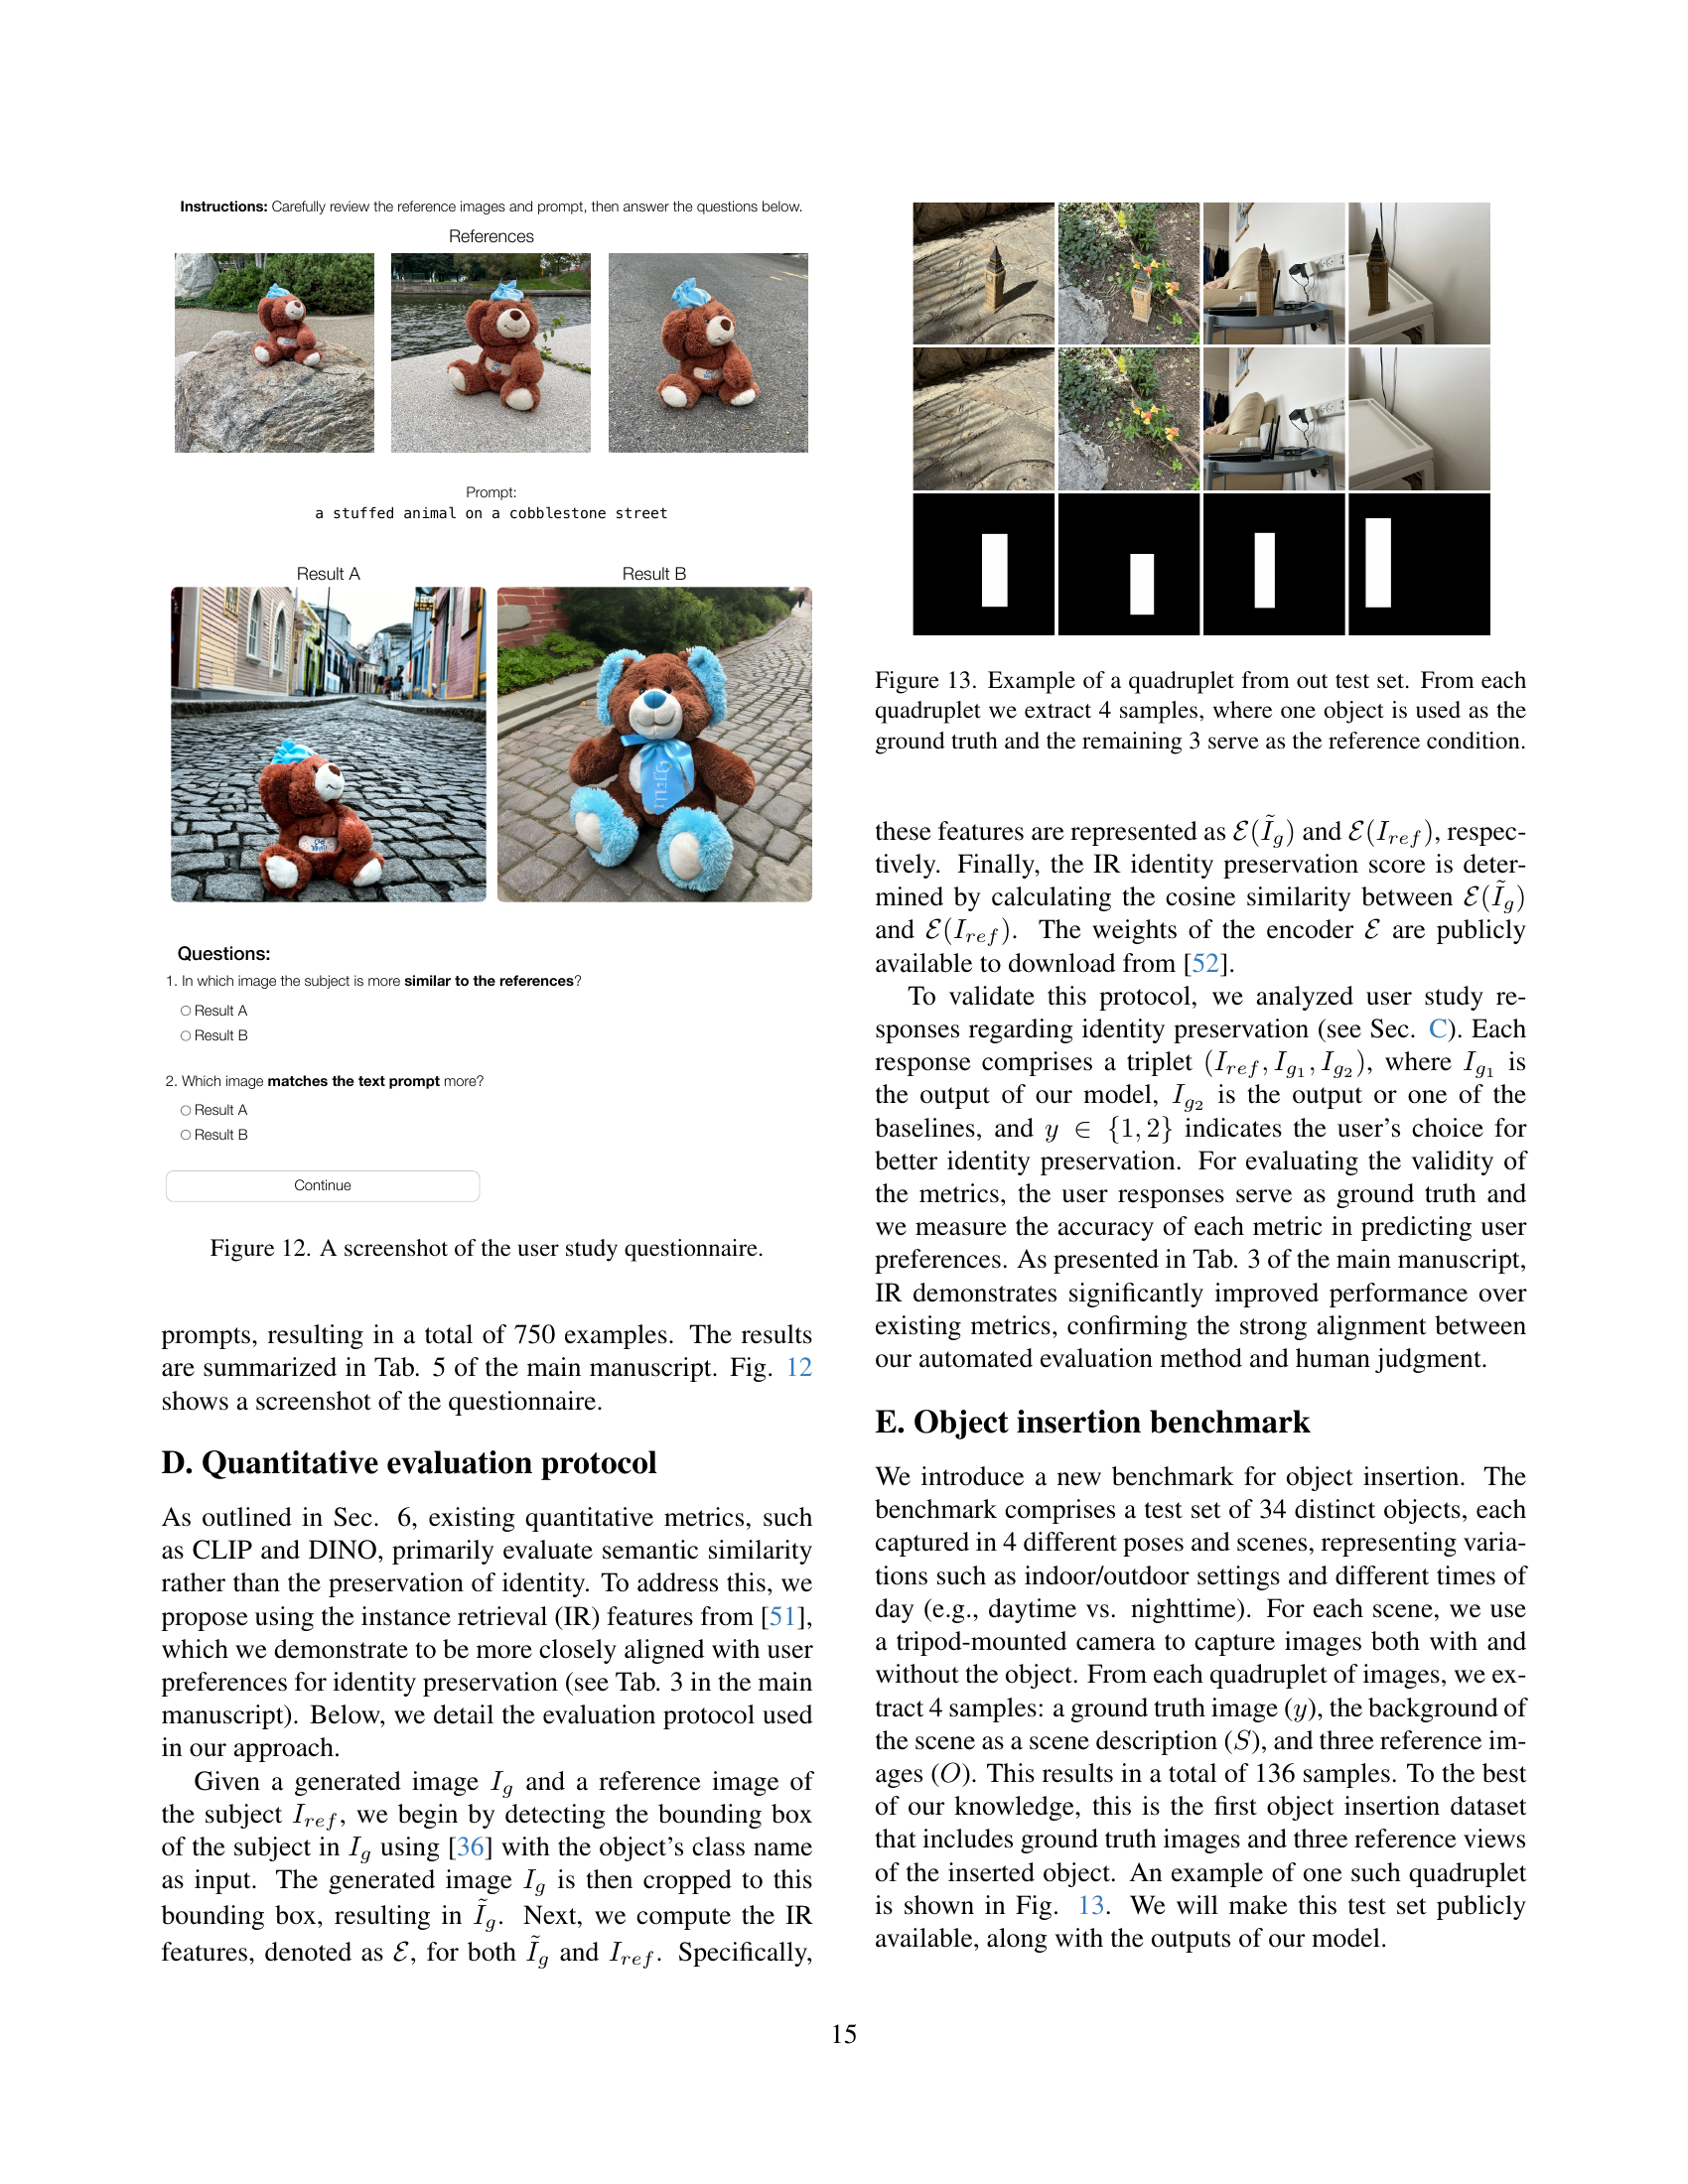 Instructions: Carefully review the reference images and prompt, then answer the questions below.
References
Prompt:
a stuffed animal on a cobblestone street
Result A
Result B
Questions:
1. In which image the subject is more similar to the references?
Result A
Result B
2. Which image matches the text prompt more?
Result A
Result B
Continue
Figure 12. A screenshot of the user study questionnaire.
prompts, resulting in a total of 750 examples. The results
are summarized in Tab. 5 of the main manuscript. Fig. 12
shows a screenshot of the questionnaire.
D. Quantitative evaluation protocol
As outlined in Sec. 6, existing quantitative metrics, such
as CLIP and DINO, primarily evaluate semantic similarity
rather than the preservation of identity. To address this, we
propose using the instance retrieval (IR) features from [51],
which we demonstrate to be more closely aligned with user
preferences for identity preservation (see Tab. 3 in the main
manuscript). Below, we detail the evaluation protocol used
in our approach.
Given a generated image I_g and a reference image of
the subject I_{ref}, we begin by detecting the bounding box
of the subject in I_g using [36] with the object's class name
as input. The generated image I_g is then cropped to this
bounding box, resulting in Ĩ_g. Next, we compute the IR
features, denoted as ℰ, for both Ĩ_g and I_{ref}. Specifically,
Figure 13. Example of a quadruplet from out test set. From each
quadruplet we extract 4 samples, where one object is used as the
ground truth and the remaining 3 serve as the reference condition.
these features are represented as ℰ(Ĩ_g) and ℰ(I_{ref}), respec-
tively. Finally, the IR identity preservation score is deter-
mined by calculating the cosine similarity between ℰ(Ĩ_g)
and ℰ(I_{ref}). The weights of the encoder ℰ are publicly
available to download from [52].
To validate this protocol, we analyzed user study re-
sponses regarding identity preservation (see Sec. C). Each
response comprises a triplet (I_{ref}, I_{g_1}, I_{g_2}), where I_{g_1} is
the output of our model, I_{g_2} is the output or one of the
baselines, and y ∈ {1, 2} indicates the user's choice for
better identity preservation. For evaluating the validity of
the metrics, the user responses serve as ground truth and
we measure the accuracy of each metric in predicting user
preferences. As presented in Tab. 3 of the main manuscript,
IR demonstrates significantly improved performance over
existing metrics, confirming the strong alignment between
our automated evaluation method and human judgment.
E. Object insertion benchmark
We introduce a new benchmark for object insertion. The
benchmark comprises a test set of 34 distinct objects, each
captured in 4 different poses and scenes, representing varia-
tions such as indoor/outdoor settings and different times of
day (e.g., daytime vs. nighttime). For each scene, we use
a tripod-mounted camera to capture images both with and
without the object. From each quadruplet of images, we ex-
tract 4 samples: a ground truth image (y), the background of
the scene as a scene description (S), and three reference im-
ages (O). This results in a total of 136 samples. To the best
of our knowledge, this is the first object insertion dataset
that includes ground truth images and three reference views
of the inserted object. An example of one such quadruplet
is shown in Fig. 13. We will make this test set publicly
available, along with the outputs of our model.
15